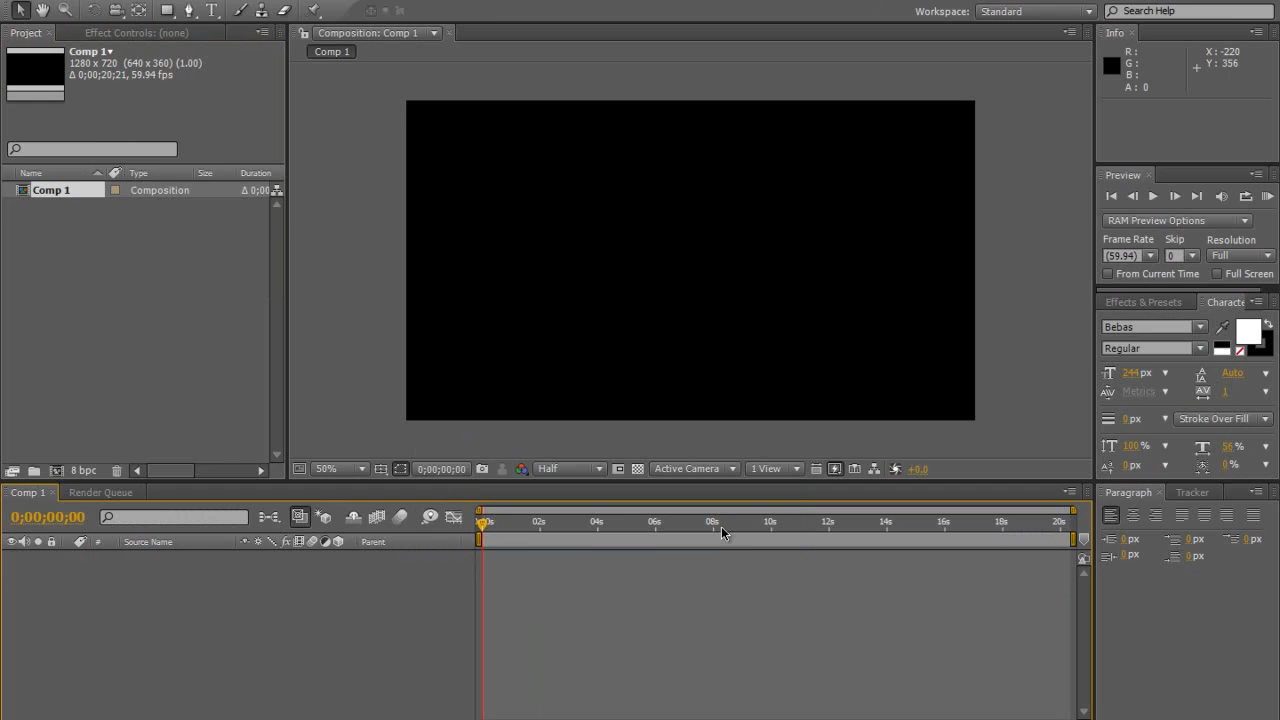 T
Workspace: Standard
Search Help
Project
Effect Controls: (none)
Composition: Comp 1
Info
Comp 1
Comp 1
1280 x 720 (640 x 360) (1.00)
Δ 0;00;20;21, 59.94 fps
R :
G :
B :
A : 0
X : -220
Y : 356
Preview
Name
Type
Size
Duration
Comp 1
Composition
Δ 0;00
RAM Preview Options
Frame Rate
Skip
Resolution
(59.94)
0
Full
From Current Time
Full Screen
Effects & Presets
Bebas
Regular
244 px
Auto
Metrics
1
0 px
Stroke Over Fill
100 %
56 %
0 px
0 %
8 bpc
50%
0;00;00;00
Half
Active Camera
1 View
+0.0
Comp 1
Render Queue
Paragraph
Tracker
0;00;00;00
02s
04s
06s
08s
10s
12s
14s
16s
18s
20s
#
Source Name
fx
Parent
0 px
0 px
0 px
0 px
0 px